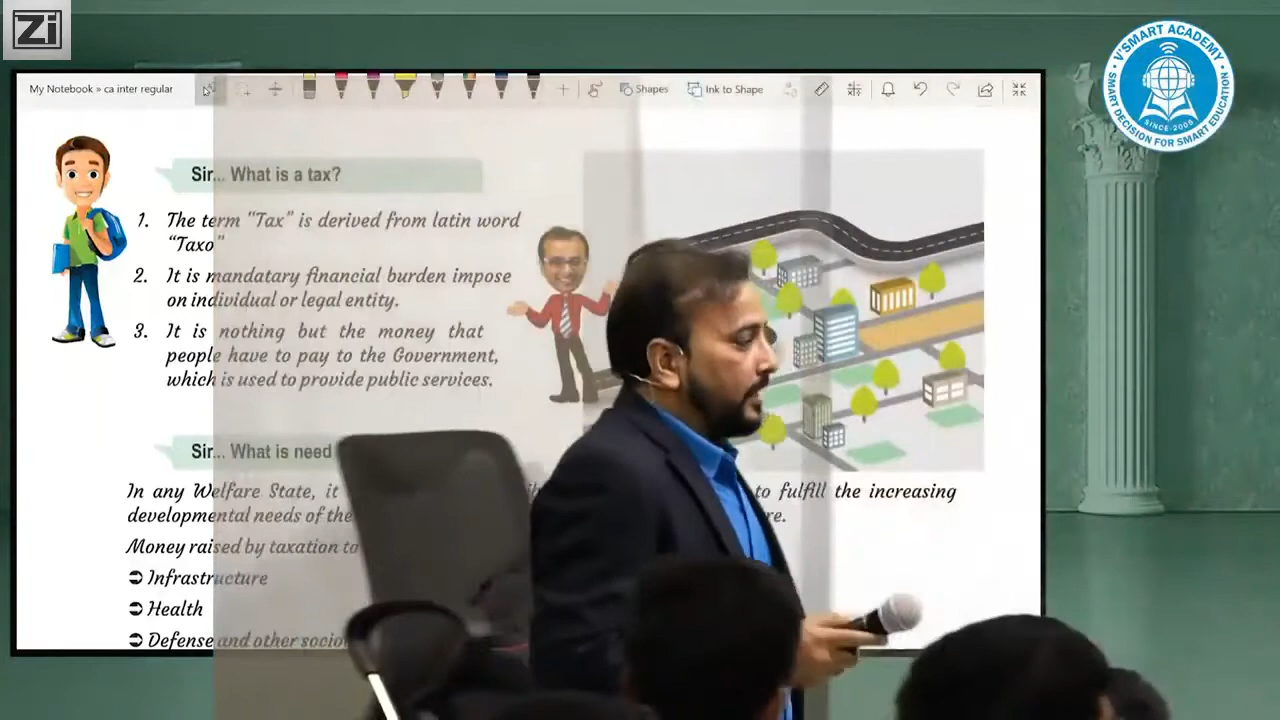 Zi
V'SMART ACADEMY
SMART DECISION FOR SMART EDUCATION
SINCE-2005
My Notebook » ca inter regular
Shapes
Ink to Shape
Sir... What is a tax?
1. The term "Tax" is derived from latin word
"Taxo"
2. It is mandatary financial burden impose
on individual or legal entity.
3. It is nothing but the money that
people have to pay to the Government,
which is used to provide public services.
Sir... What is need
In any Welfare State, it to fulfill the increasing
developmental needs of the
Money raised by taxation to
Infrastructure
Health
Defense and other socio